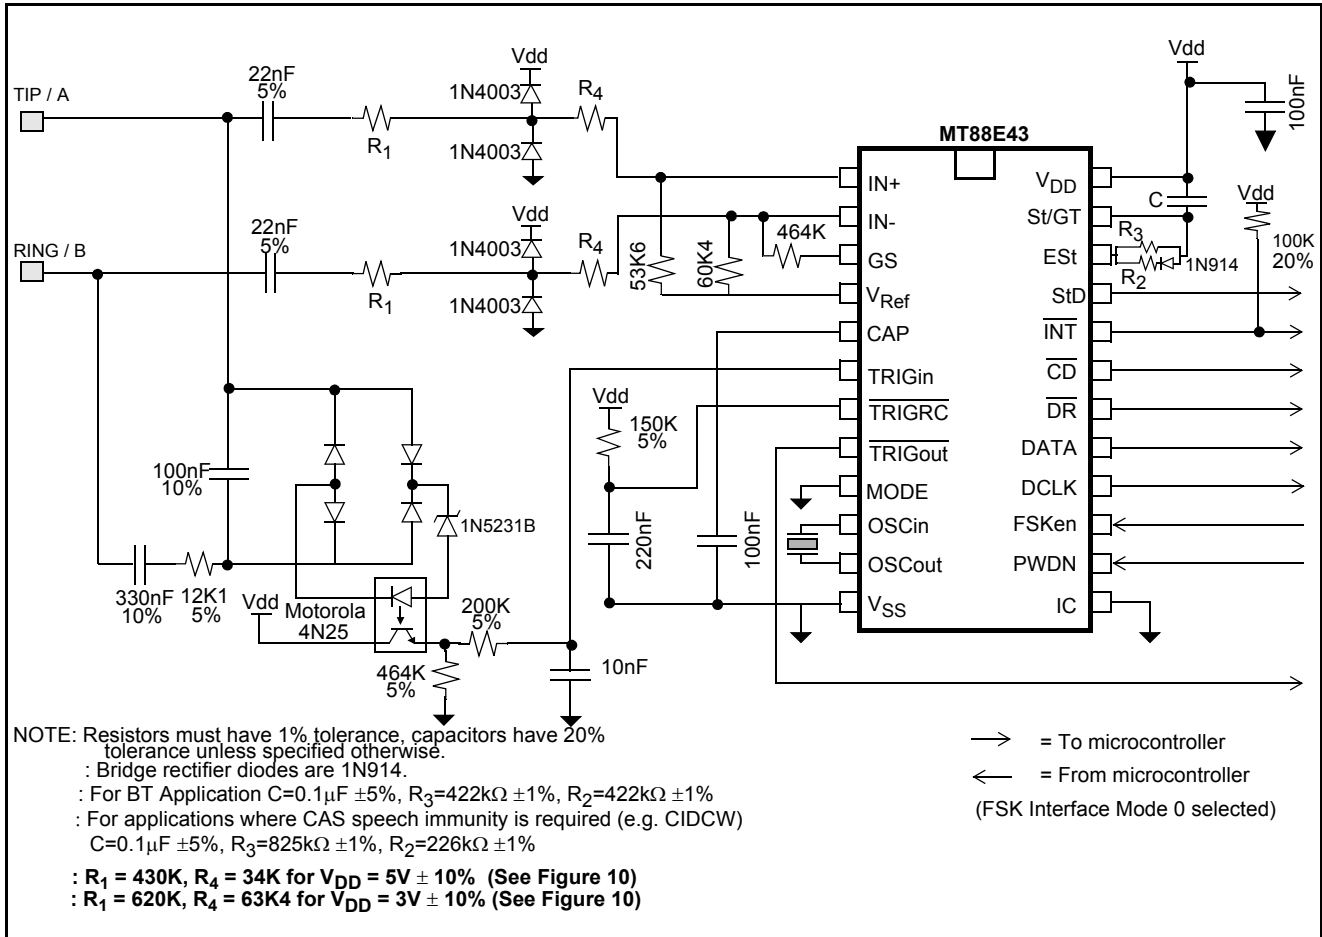 Vdd
Vdd
22nF
5%
TIP / A
1N4003
R4
100nF
R1
1N4003
MT88E43
IN+
VDD
Vdd
C
St/GT
IN-
Vdd
22nF
5%
RING / B
1N4003
R4
464K
R3
100K
20%
GS
ESt
1N914
R2
53K6
60K4
R1
1N4003
VRef
StD
CAP
INT
TRIGin
CD
Vdd
TRIGRC
DR
150K
5%
TRIGout
DATA
100nF
10%
MODE
DCLK
1N5231B
220nF
100nF
OSCin
FSKen
OSCout
PWDN
330nF
10%
12K1
5%
Vdd
Motorola
4N25
200K
5%
VSS
IC
464K
5%
10nF
NOTE: Resistors must have 1% tolerance, capacitors have 20%
tolerance unless specified otherwise.
: Bridge rectifier diodes are 1N914.
: For BT Application C=0.1μF ±5%, R3=422kΩ ±1%, R2=422kΩ ±1%
: For applications where CAS speech immunity is required (e.g. CIDCW)
C=0.1μF ±5%, R3=825kΩ ±1%, R2=226kΩ ±1%
: R1 = 430K, R4 = 34K for VDD = 5V ± 10% (See Figure 10)
: R1 = 620K, R4 = 63K4 for VDD = 3V ± 10% (See Figure 10)
= To microcontroller
= From microcontroller
(FSK Interface Mode 0 selected)